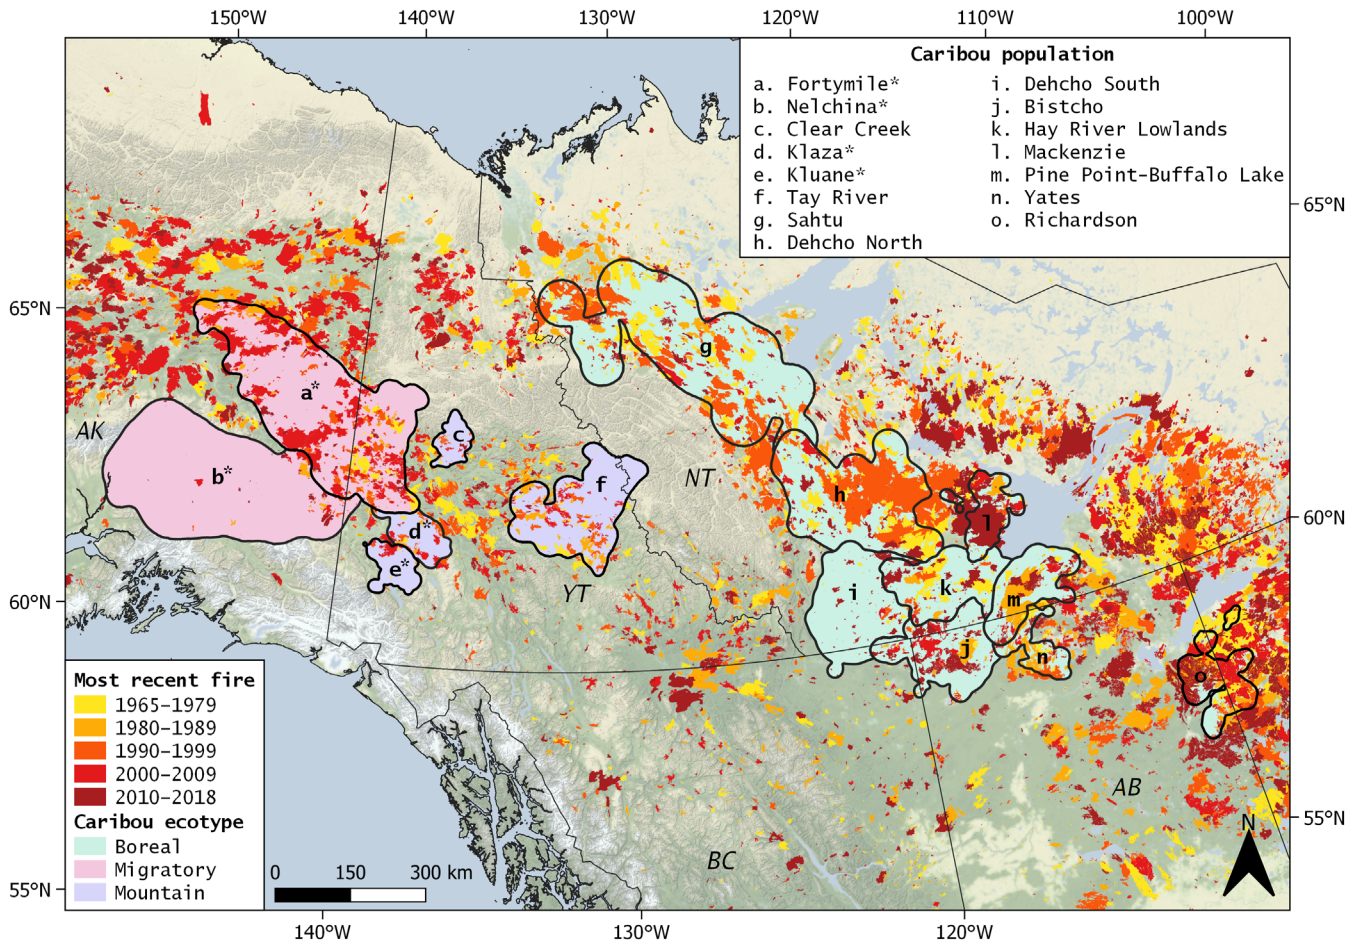 150°W 140°W 130°W 120°W 110°W 100°W
Caribou population
a. Fortymile*
b. Nelchina*
c. Clear Creek
d. Klaza*
e. Kluane*
f. Tay River
g. Sahtu
h. Dehcho North
i. Dehcho South
j. Bistcho
k. Hay River Lowlands
l. Mackenzie
m. Pine Point-Buffalo Lake
n. Yates
o. Richardson
65°N
65°N
g
a*
AK
c
b*
NT
f
h
l
60°N
d*
e*
YT
i
k
m
60°N
j
n
o
Most recent fire
1965-1979
1980-1989
1990-1999
2000-2009
2010-2018
Caribou ecotype
Boreal
Migratory
Mountain
AB
55°N
N
BC
0 150 300 km
55°N
140°W 130°W 120°W